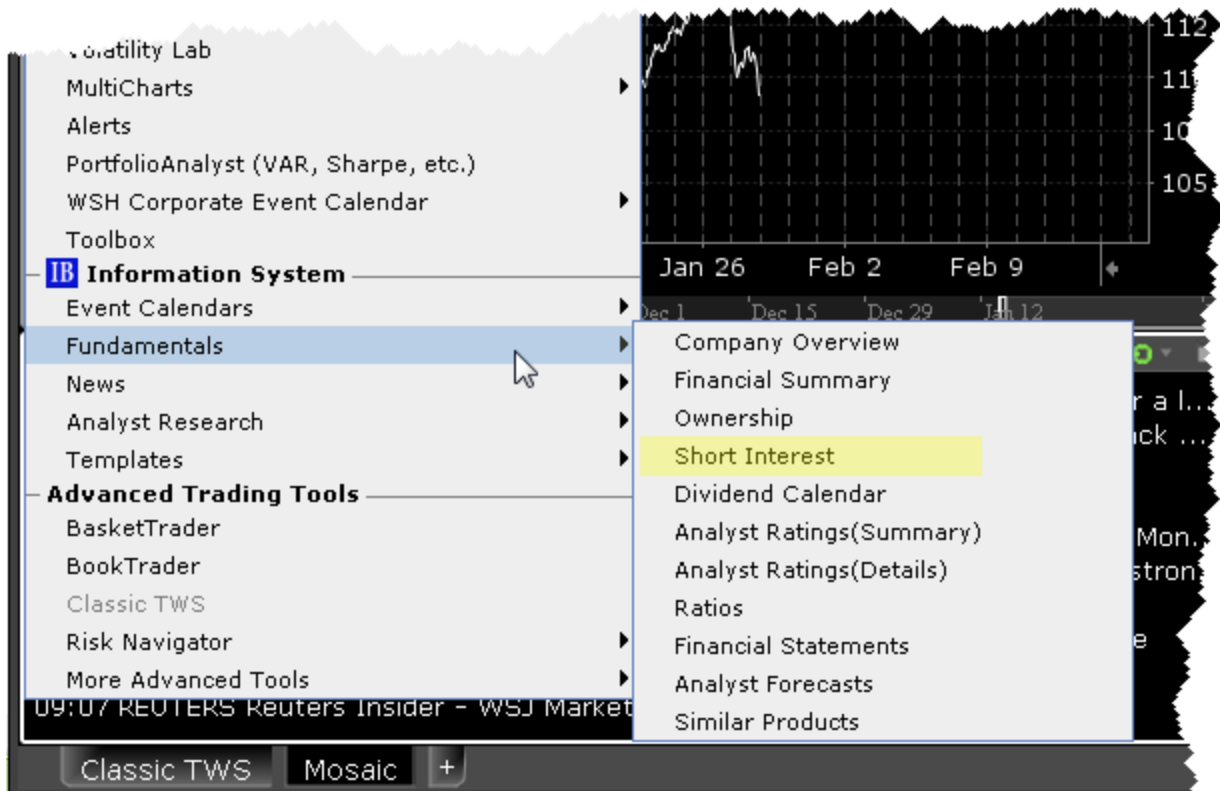 Volatility Lab
MultiCharts
Alerts
PortfolioAnalyst (VAR, Sharpe, etc.)
WSH Corporate Event Calendar
Toolbox
IB Information System
Event Calendars
Fundamentals
News
Analyst Research
Templates
Advanced Trading Tools
BasketTrader
BookTrader
Classic TWS
Risk Navigator
More Advanced Tools
09:07 REUTERS Reuters Insider - WSJ Market
Company Overview
Financial Summary
Ownership
Short Interest
Dividend Calendar
Analyst Ratings(Summary)
Analyst Ratings(Details)
Ratios
Financial Statements
Analyst Forecasts
Similar Products
112
11
10
105
Jan 26 Feb 2 Feb 9
Dec 1 Dec 15 Dec 29 Jan 12
r a l...
ck ...
Mon.
stron
e
Classic TWS Mosaic +